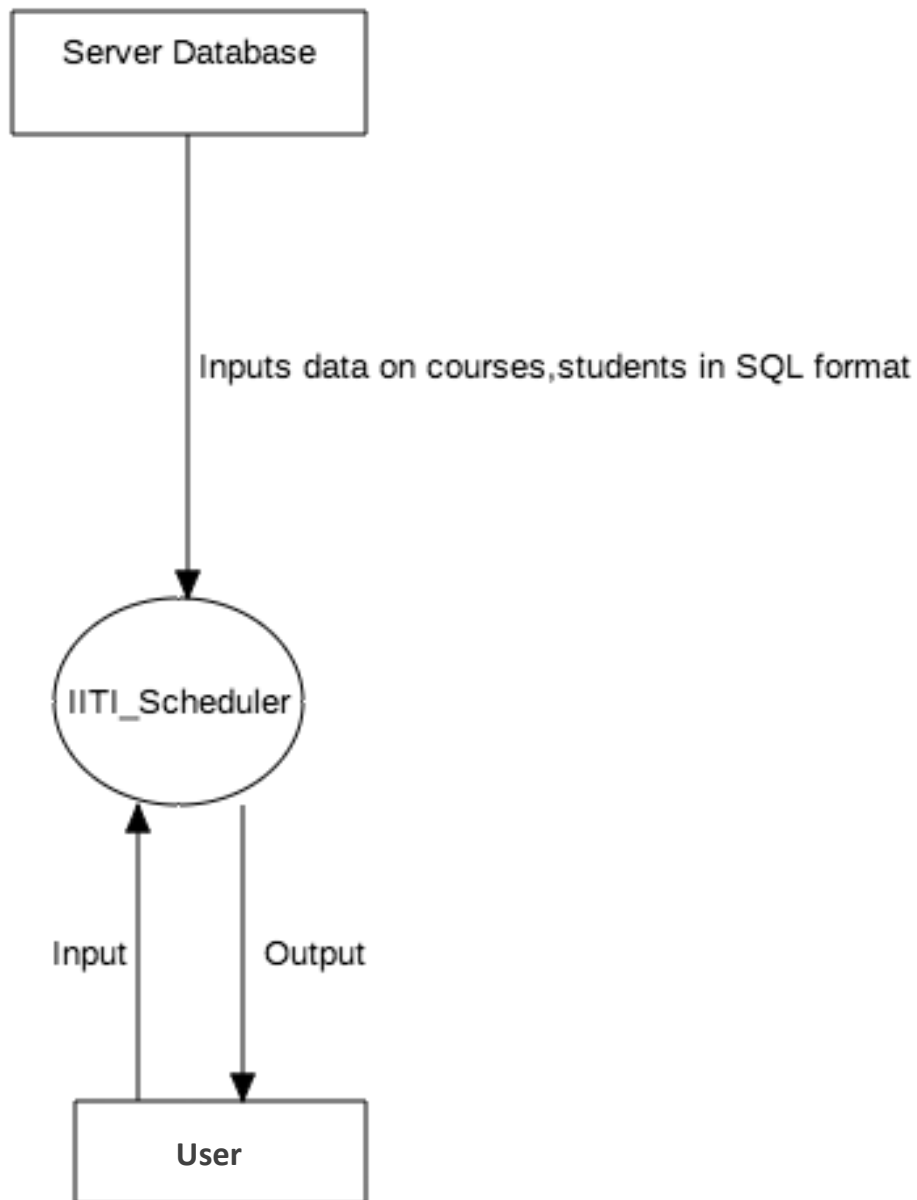 Server Database
Inputs data on courses,students in SQL format
IITI_Scheduler
Input
Output
User